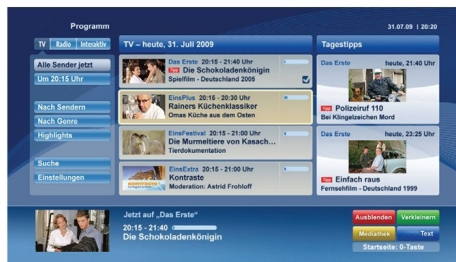 Programm
31.07.09 | 20:20
TV Radio Interaktiv
Alle Sender jetzt
Um 20:15 Uhr
Nach Sendern
Nach Genre
Highlights
Suche
Einstellungen
TV – heute, 31. Juli 2009
Das Erste 20:15 - 21:40 Uhr
Tipp Die Schokoladenkönigin
Spielfilm - Deutschland 2005
EinsPlus 20:15 - 20:30 Uhr
Rainers Küchenklassiker
Omas Küche aus dem Osten
EinsFestival 20:15 - 21:00 Uhr
Die Murmeltiere von Kasach...
Tierdokumentation
EinsExtra 20:15 - 21:00 Uhr
Kontraste
Moderation: Astrid Frohloff
Tagestipps
Das Erste heute, 21:40 Uhr
Tipp Polizeiruf 110
Bei Klingelzeichen Mord
Das Erste heute, 23:25 Uhr
Tipp Einfach raus
Fernsehfilm - Deutschland 1999
Jetzt auf „Das Erste“
20:15 - 21:40
Die Schokoladenkönigin
Ausblenden Verkleinern
Mediathek Text
Startseite: 0-Taste